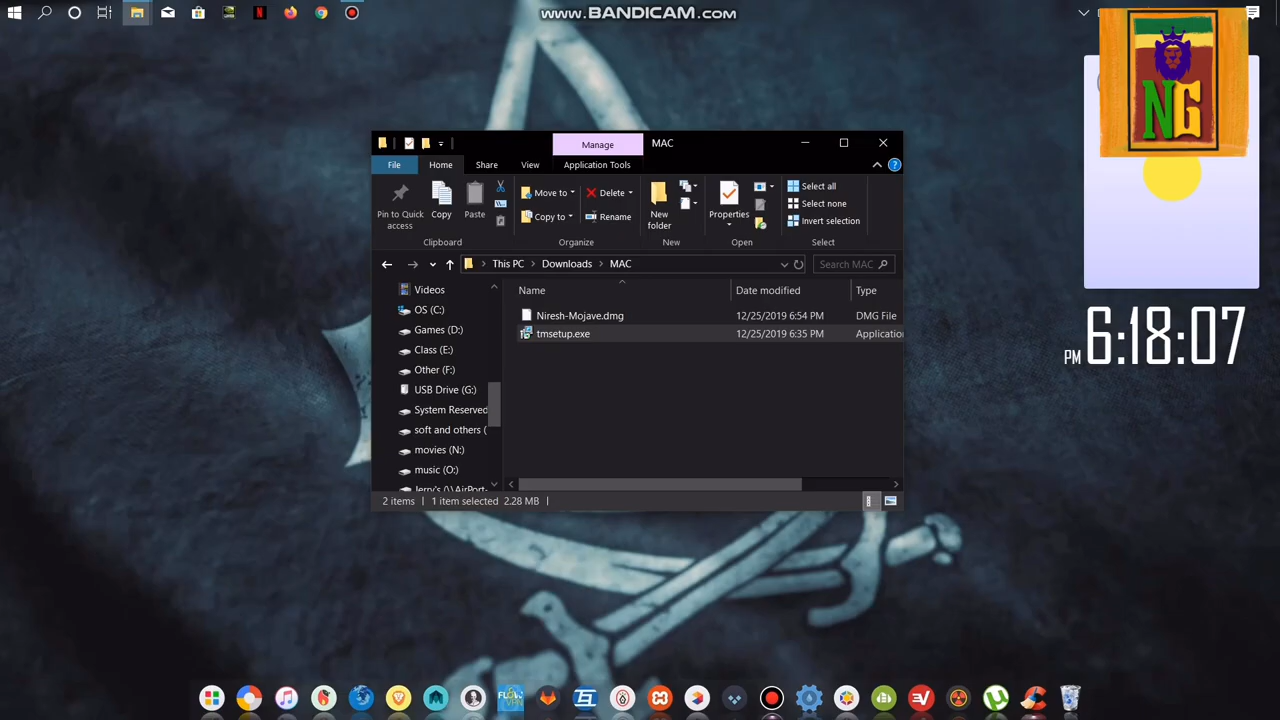 www.BANDICAM.com
NG
Manage
MAC
File
Home
Share
View
Application Tools
Pin to Quick access
Copy
Paste
Move to
Copy to
Delete
Rename
New folder
Properties
Select all
Select none
Invert selection
Clipboard
Organize
New
Open
Select
This PC
Downloads
MAC
Search MAC
Name
Date modified
Type
Videos
OS (C:)
Games (D:)
Class (E:)
Other (F:)
USB Drive (G:)
System Reserved
soft and others (
movies (N:)
music (O:)
Jerry's (\\AirPort-
Niresh-Mojave.dmg
12/25/2019 6:54 PM
DMG File
tmsetup.exe
12/25/2019 6:35 PM
Applicatio
2 items
1 item selected
2.28 MB
PM 6:18:07